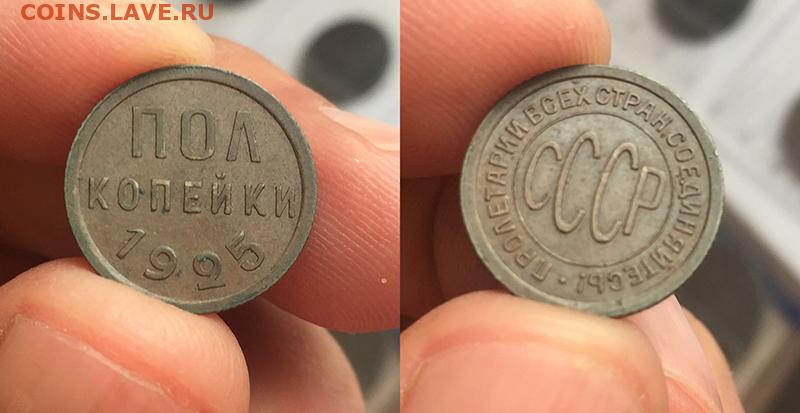 COINS.LAVE.RU
ПОЛ
КОПЕЙКИ
1925
ПРОЛЕТАРИИ ВСЕХ СТРАН, СОЕДИНЯЙТЕСЬ!
СССР